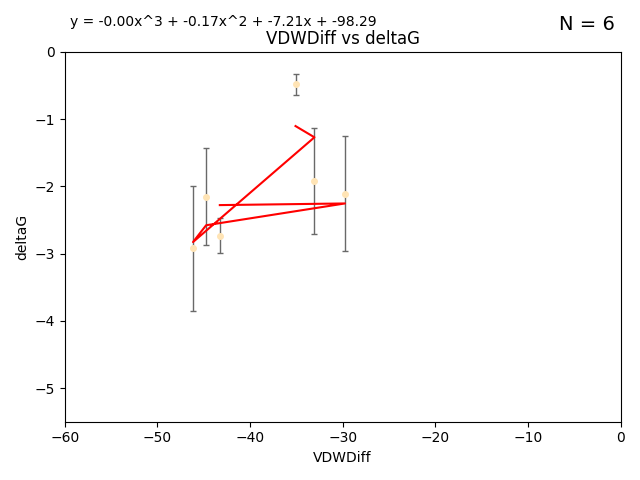 y = -0.00x^3 + -0.17x^2 + -7.21x + -98.29
N = 6
VDWDiff vs deltaG
0
−1
−2
−3
−4
−5
deltaG
−60 −50 −40 −30 −20 −10 0
VDWDiff